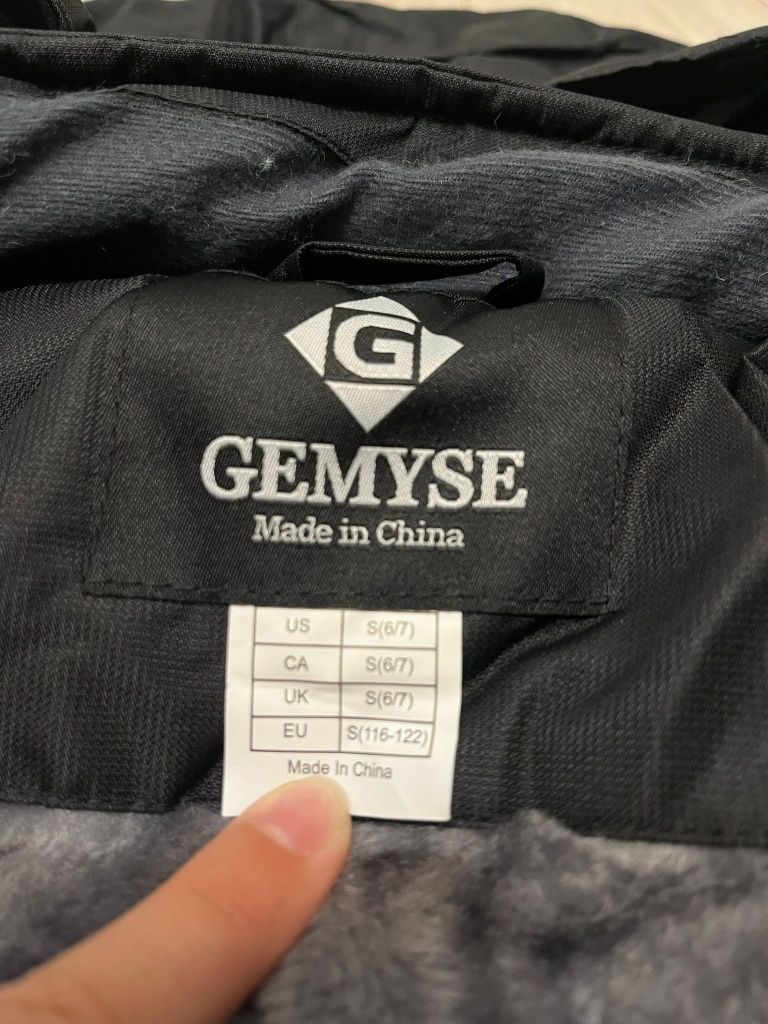 G
GEMYSE
Made in China
US S(6/7)
CA S(6/7)
UK S(6/7)
EU S(116-122)
Made In China